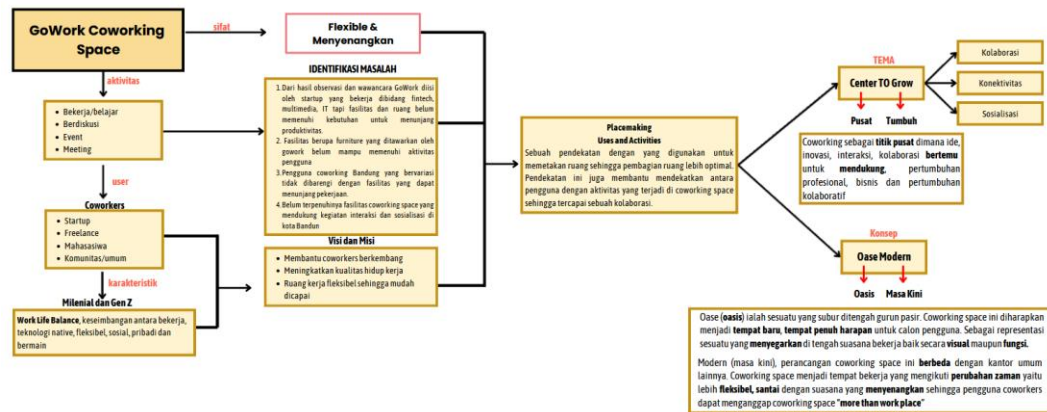 GoWork Coworking
Space
sifat
Flexible &
Menyenangkan
aktivitas
Bekerja/belajar
Berdiskusi
Event
Meeting
user
Coworkers
Startup
Freelance
Mahasasiwa
Komunitas/umum
karakteristik
Milenial dan Gen Z
Work Life Balance, keseimbangan antara bekerja,
teknologi native, fleksibel, sosial, pribadi dan
bermain
IDENTIFIKASI MASALAH
1. Dari hasil observasi dan wawancara GoWork diisi
oleh startup yang bekerja dibidang fintech,
multimedia, IT tapi fasilitas dan ruang belum
memenuhi kebutuhan untuk menunjang
produktivitas.
2. Fasilitas berupa furniture yang ditawarkan oleh
gowork belum mampu memenuhi aktivitas
pengguna
3. Pengguna coworking Bandung yang bervariasi
tidak dibarengi dengan fasilitas yang dapat
menunjang pekerjaan.
4. Belum terpenuhinya fasilitas coworking space yang
mendukung kegiatan interaksi dan sosialisasi di
kota Bandun
Visi dan Misi
Membantu coworkers berkembang
Meningkatkan kualitas hidup kerja
Ruang kerja fleksibel sehingga mudah
dicapai
Placemaking
Uses and Activities
Sebuah pendekatan dengan yang digunakan untuk
memetakan ruang sehingga pembagian ruang lebih optimal.
Pendekatan ini juga membantu mendekatkan antara
pengguna dengan aktivitas yang terjadi di coworking space
sehingga tercapai sebuah kolaborasi.
TEMA
Center TO Grow
Pusat
Tumbuh
Kolaborasi
Konektivitas
Sosialisasi
Coworking sebagai titik pusat dimana ide,
inovasi, interaksi, kolaborasi bertemu
untuk mendukung, pertumbuhan
profesional, bisnis dan pertumbuhan
kolaboratif
Konsep
Oase Modern
Oasis
Masa Kini
Oase (oasis) ialah sesuatu yang subur ditengah gurun pasir. Coworking space ini diharapkan
menjadi tempat baru, tempat penuh harapan untuk calon pengguna. Sebagai representasi
sesuatu yang menyegarkan di tengah suasana bekerja baik secara visual maupun fungsi.
Modern (masa kini), perancangan coworking space ini berbeda dengan kantor umum
lainnya. Coworking space menjadi tempat bekerja yang mengikuti perubahan zaman yaitu
lebih fleksibel, santai dengan suasana yang menyenangkan sehingga pengguna coworkers
dapat menganggap coworking space "more than work place"